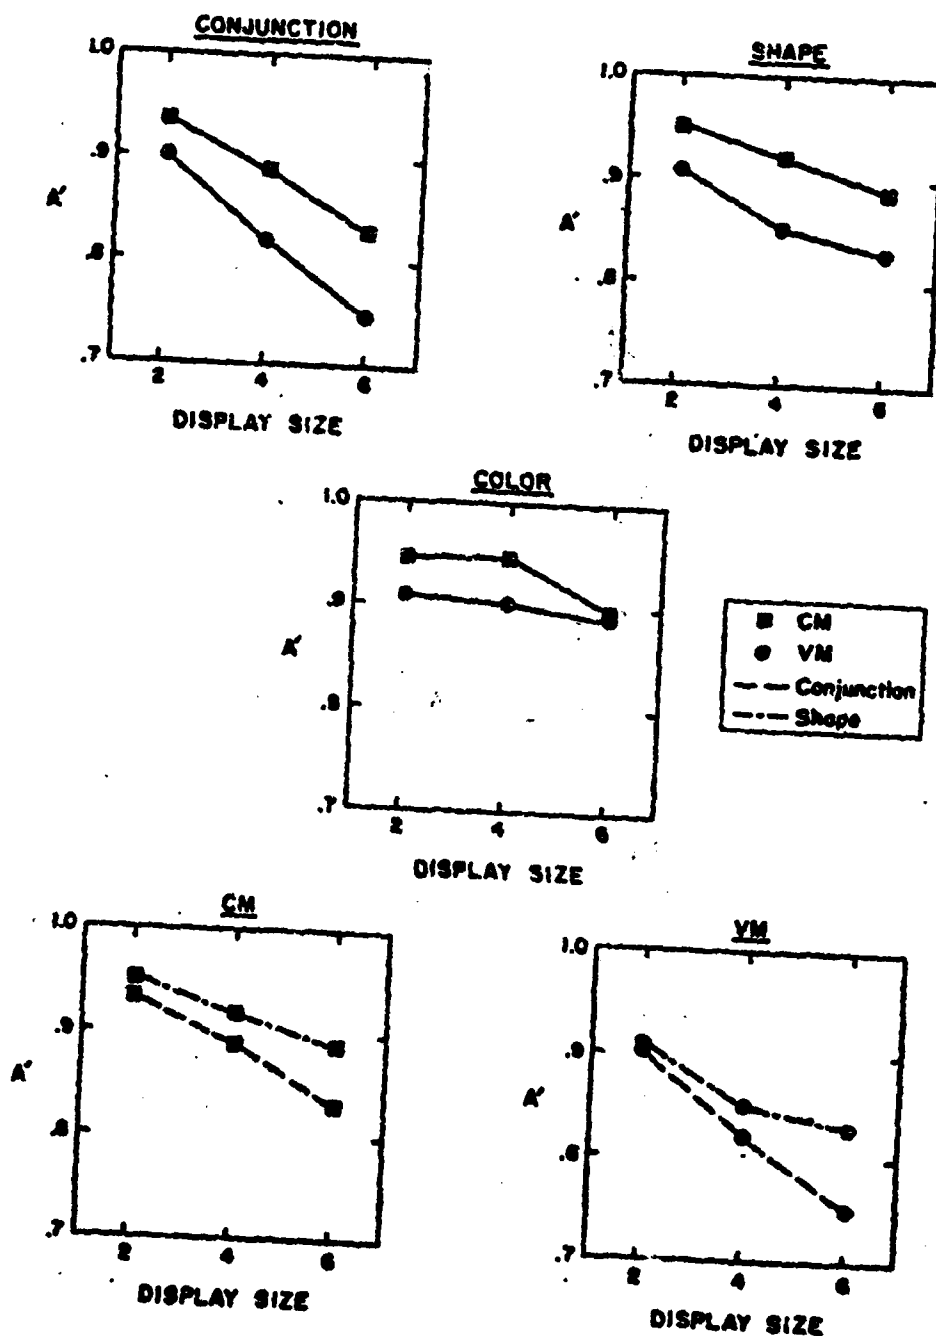 CONJUNCTION
1.0
.9
A'
.8
.7
2 4 6
DISPLAY SIZE
SHAPE
1.0
.9
A'
.8
.7
2 4 6
DISPLAY SIZE
COLOR
1.0
.9
A'
.8
.7
2 4 6
DISPLAY SIZE
CM
VM
Conjunction
Shape
CM
1.0
.9
A'
.8
.7
2 4 6
DISPLAY SIZE
VM
1.0
.9
A'
.8
.7
2 4 6
DISPLAY SIZE